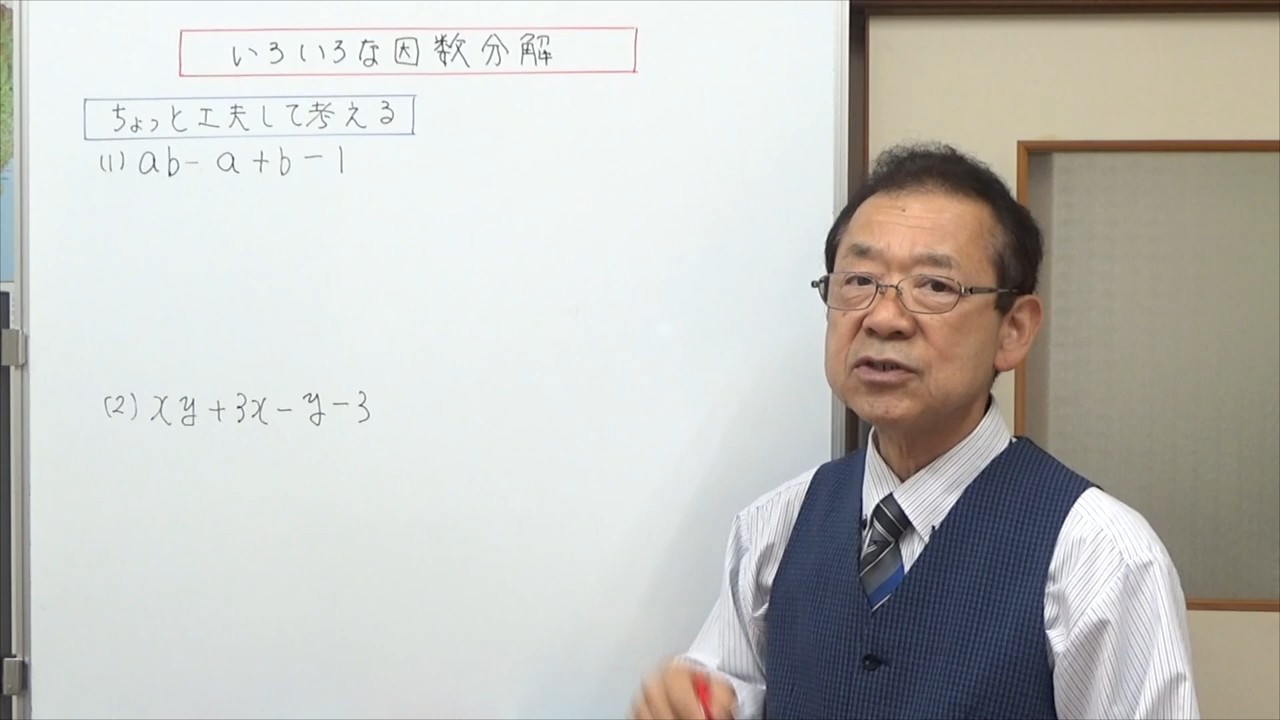 いろいろな因数分解
ちょっと工夫して考える
(1) ab - a + b - 1
(2) xy + 3x - y - 3